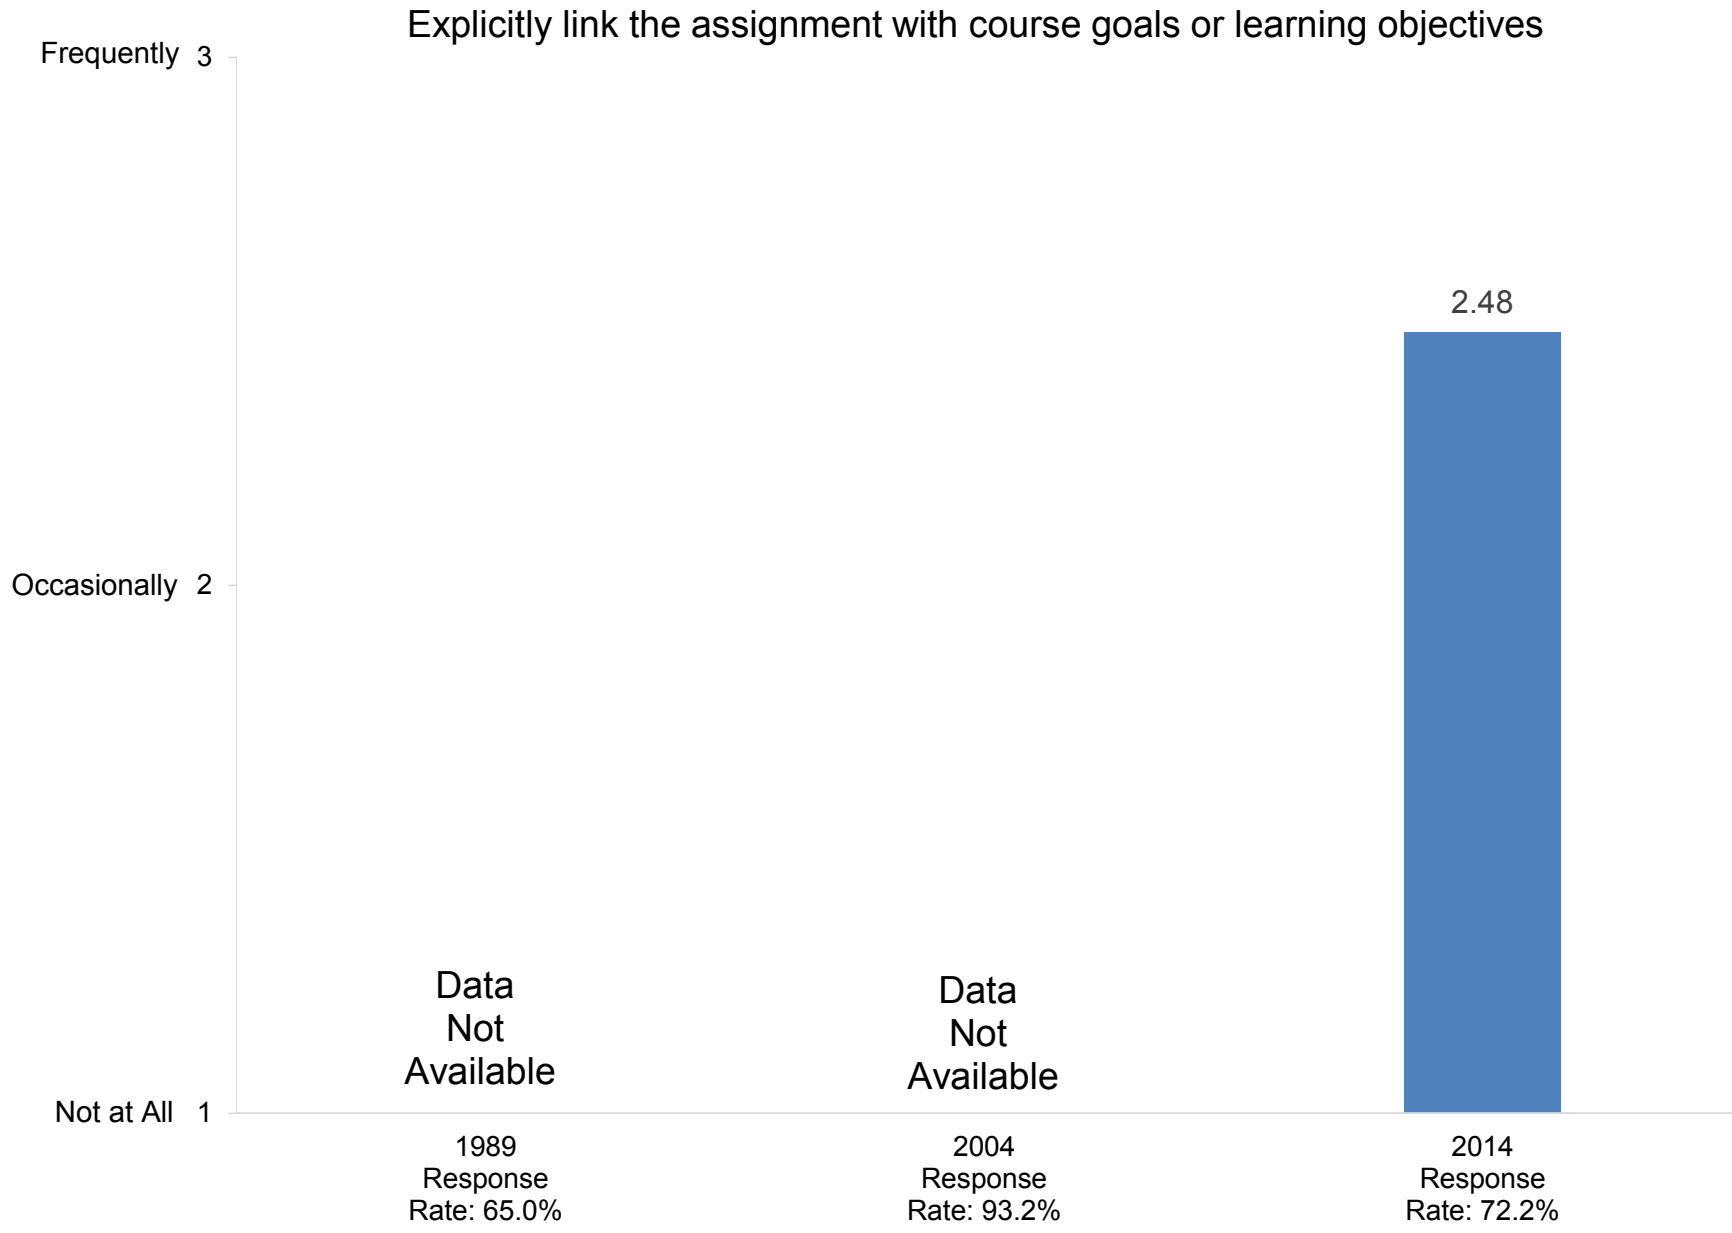 Explicitly link the assignment with course goals or learning objectives
Frequently 3
2.48
Occasionally 2
Data
Not
Available
Data
Not
Available
Not at All 1
1989
Response
Rate: 65.0%
2004
Response
Rate: 93.2%
2014
Response
Rate: 72.2%